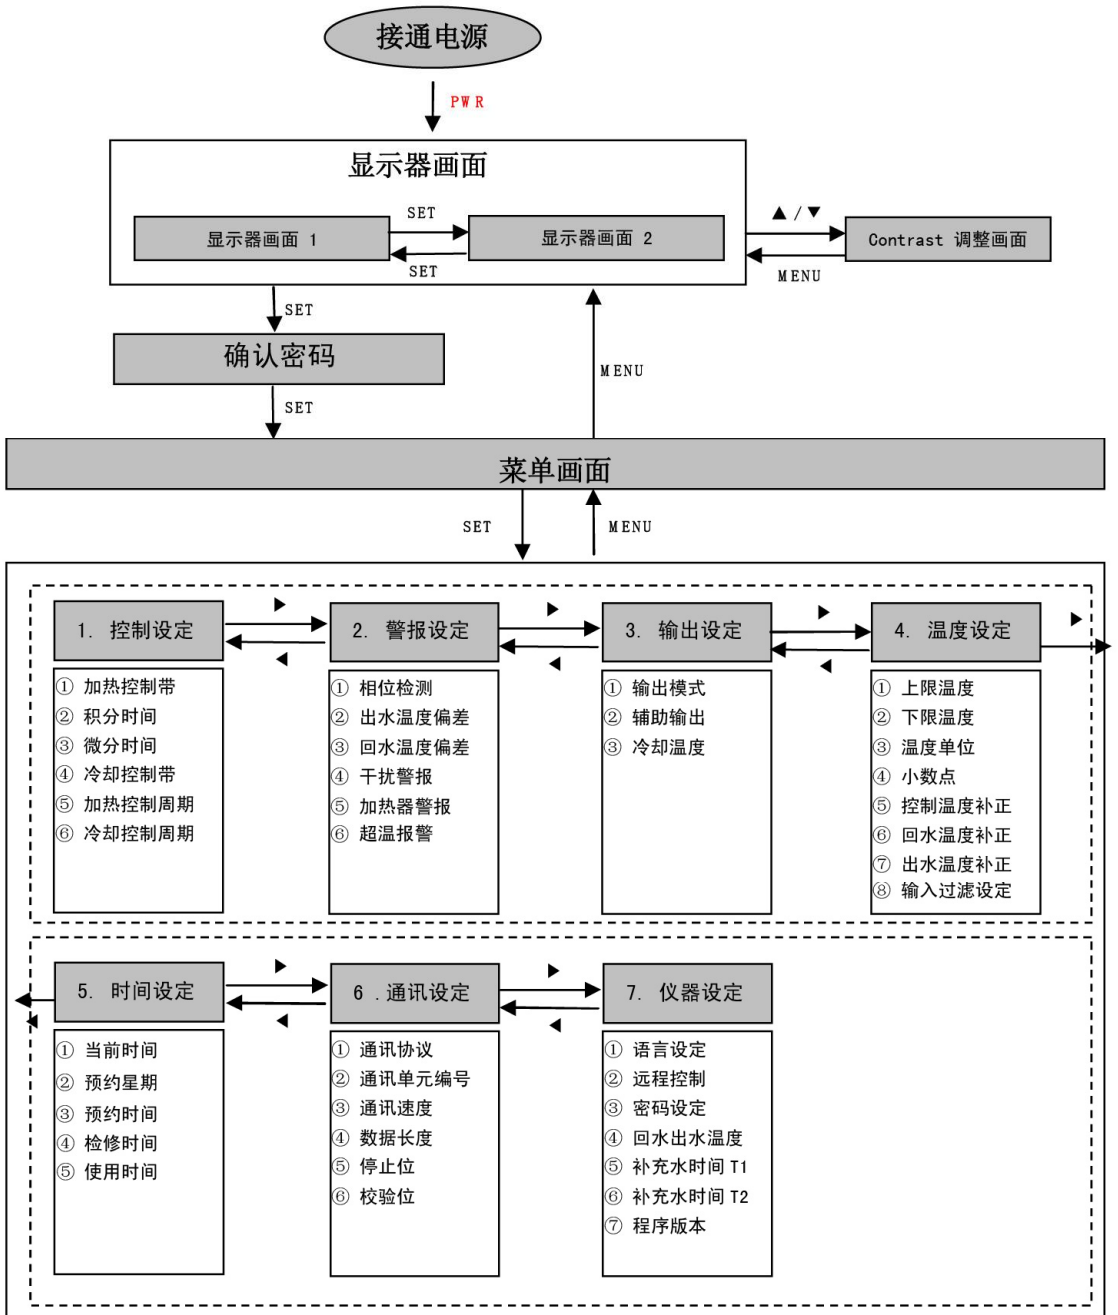 接通电源
PWR
显示器画面
显示器画面 1
SET
SET
显示器画面 2
▲ / ▼
MENU
Contrast 调整画面
SET
确认密码
SET
MENU
菜单画面
SET
MENU
1. 控制设定
① 加热控制带
② 积分时间
③ 微分时间
④ 冷却控制带
⑤ 加热控制周期
⑥ 冷却控制周期
2. 警报设定
① 相位检测
② 出水温度偏差
③ 回水温度偏差
④ 干扰警报
⑤ 加热器警报
⑥ 超温报警
3. 输出设定
① 输出模式
② 辅助输出
③ 冷却温度
4. 温度设定
① 上限温度
② 下限温度
③ 温度单位
④ 小数点
⑤ 控制温度补正
⑥ 回水温度补正
⑦ 出水温度补正
⑧ 输入过滤设定
5. 时间设定
① 当前时间
② 预约星期
③ 预约时间
④ 检修时间
⑤ 使用时间
6 . 通讯设定
① 通讯协议
② 通讯单元编号
③ 通讯速度
④ 数据长度
⑤ 停止位
⑥ 校验位
7. 仪器设定
① 语言设定
② 远程控制
③ 密码设定
④ 回水出水温度
⑤ 补充水时间 T1
⑥ 补充水时间 T2
⑦ 程序版本